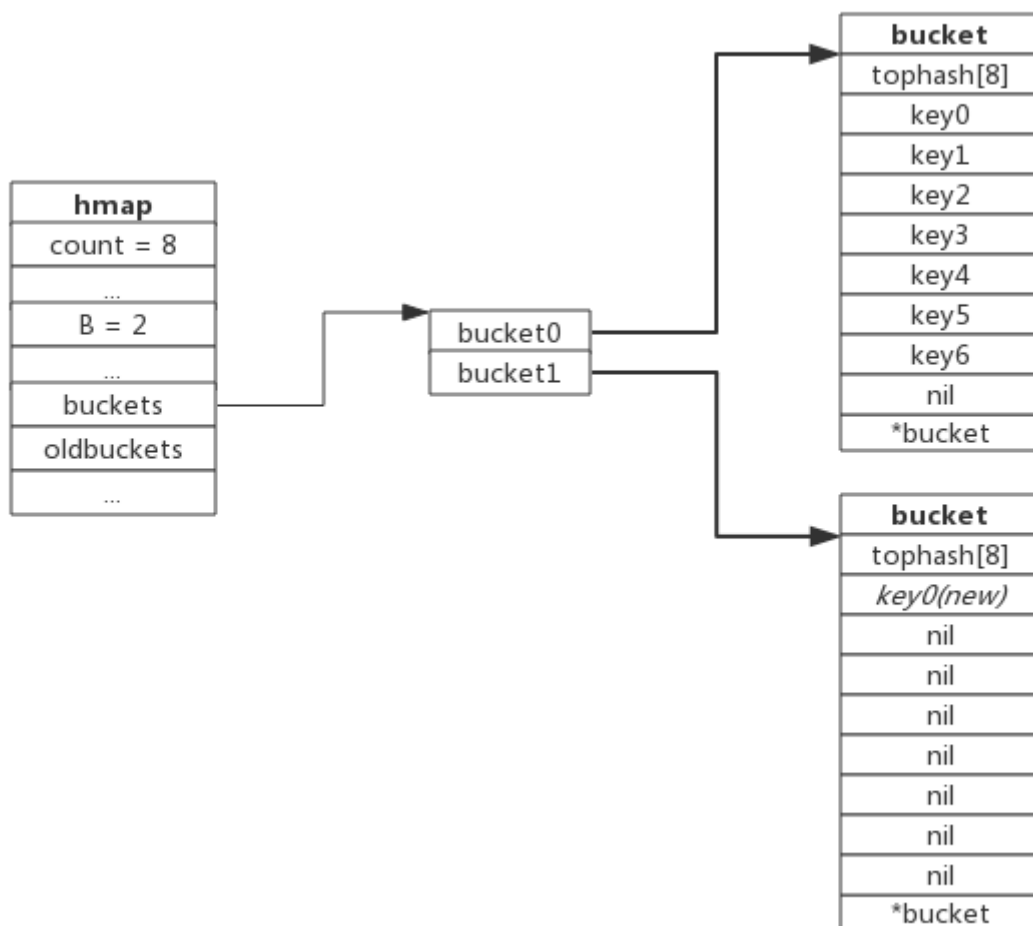 hmap
count = 8
...
B = 2
...
buckets
oldbuckets
...
bucket0
bucket1
bucket
tophash[8]
key0
key1
key2
key3
key4
key5
key6
nil
*bucket
bucket
tophash[8]
key0(new)
nil
nil
nil
nil
nil
nil
nil
*bucket